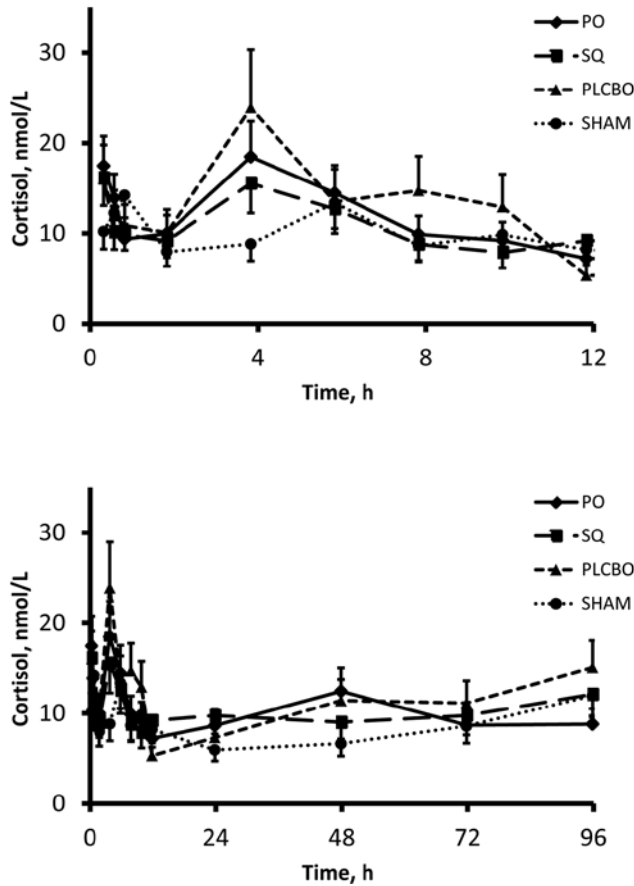 PO
SQ
PLCBO
SHAM
30
20
10
0
Cortisol, nmol/L
0 4 8 12
Time, h
PO
SQ
PLCBO
SHAM
30
20
10
0
Cortisol, nmol/L
0 24 48 72 96
Time, h